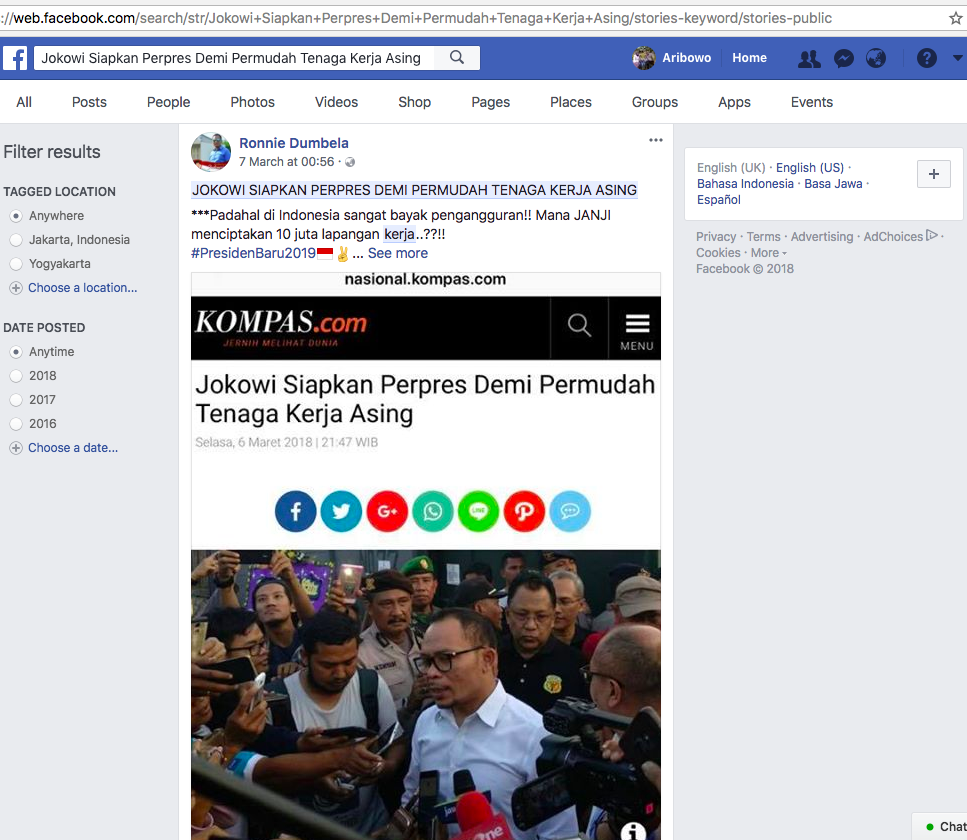 ://web.facebook.com/search/str/Jokowi+Siapkan+Perpres+Demi+Permudah+Tenaga+Kerja+Asing/stories-keyword/stories-public
f
Jokowi Siapkan Perpres Demi Permudah Tenaga Kerja Asing
Aribowo
Home
All
Posts
People
Photos
Videos
Shop
Pages
Places
Groups
Apps
Events
Filter results
TAGGED LOCATION
Anywhere
Jakarta, Indonesia
Yogyakarta
Choose a location...
DATE POSTED
Anytime
2018
2017
2016
Choose a date...
Ronnie Dumbela
7 March at 00:56 ·
JOKOWI SIAPKAN PERPRES DEMI PERMUDAH TENAGA KERJA ASING
***Padahal di Indonesia sangat bayak pengangguran!! Mana JANJI
menciptakan 10 juta lapangan kerja..??!!
#PresidenBaru2019🇮🇩✌... See more
nasional.kompas.com
KOMPAS.com
JERNIH MELIHAT DUNIA
MENU
Jokowi Siapkan Perpres Demi Permudah
Tenaga Kerja Asing
Selasa, 6 Maret 2018 | 21:47 WIB
f
G+
LINE
One
i
English (UK) · English (US) ·
Bahasa Indonesia · Basa Jawa ·
Español
+
Privacy · Terms · Advertising · AdChoices ·
Cookies · More
Facebook © 2018
Chat